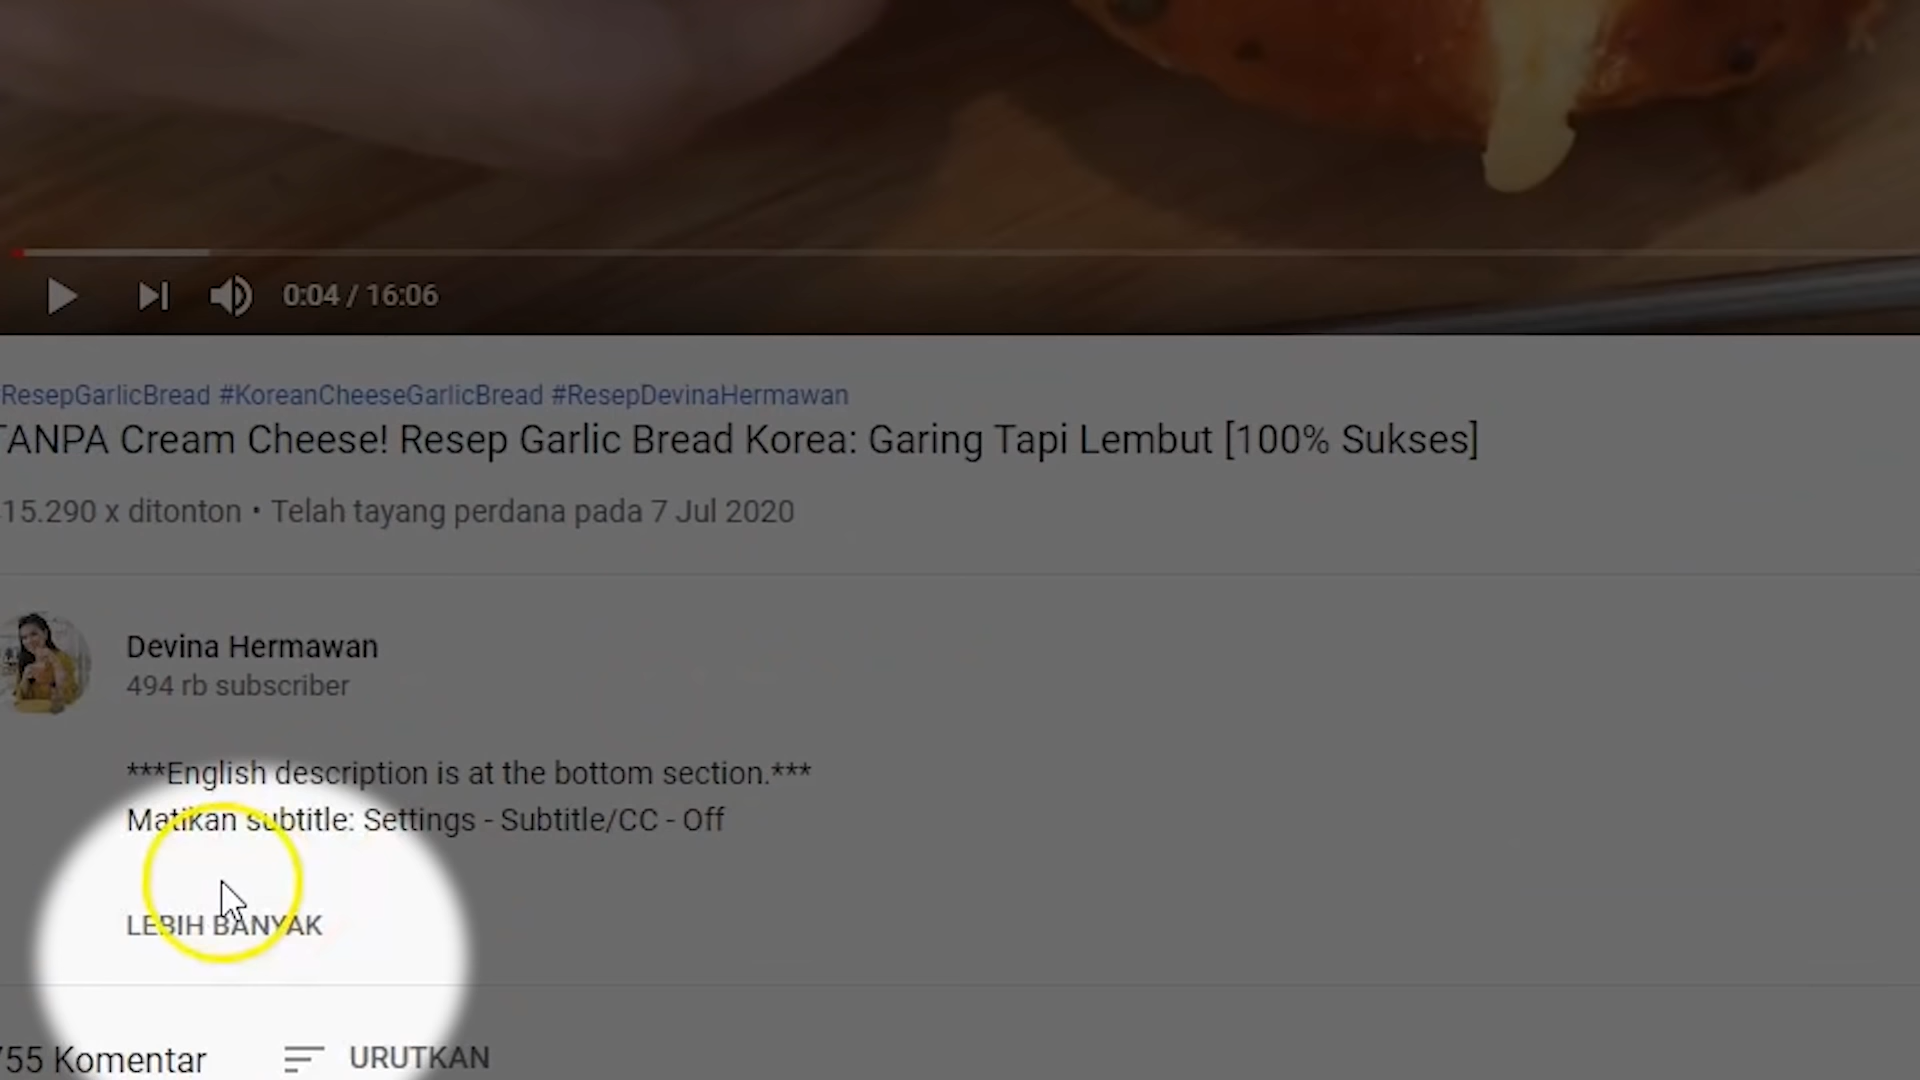 0:04 / 16:06
ResepGarlicBread #KoreanCheeseGarlicBread #ResepDevinaHermawan
TANPA Cream Cheese! Resep Garlic Bread Korea: Garing Tapi Lembut [100% Sukses]
15.290 x ditonton • Telah tayang perdana pada 7 Jul 2020
Devina Hermawan
494 rb subscriber
***English description is at the bottom section.***
Matikan subtitle: Settings - Subtitle/CC - Off
LEBIH BANYAK
755 Komentar
URUTKAN